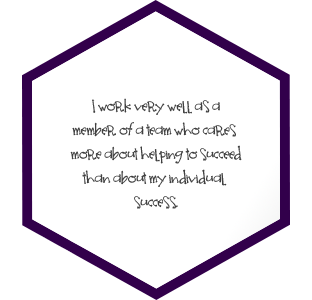 I work very well as a
member of a team who cares
more about helping to succeed
than about my individual
success.